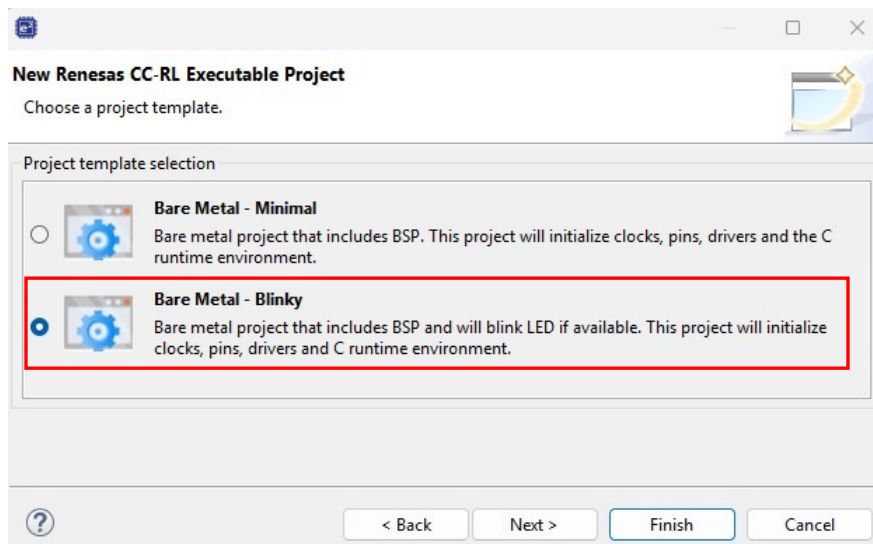 New Renesas CC-RL Executable Project
Choose a project template.
Project template selection
Bare Metal - Minimal
Bare metal project that includes BSP. This project will initialize clocks, pins, drivers and the C
runtime environment.
Bare Metal - Blinky
Bare metal project that includes BSP and will blink LED if available. This project will initialize
clocks, pins, drivers and C runtime environment.
?
< Back
Next >
Finish
Cancel